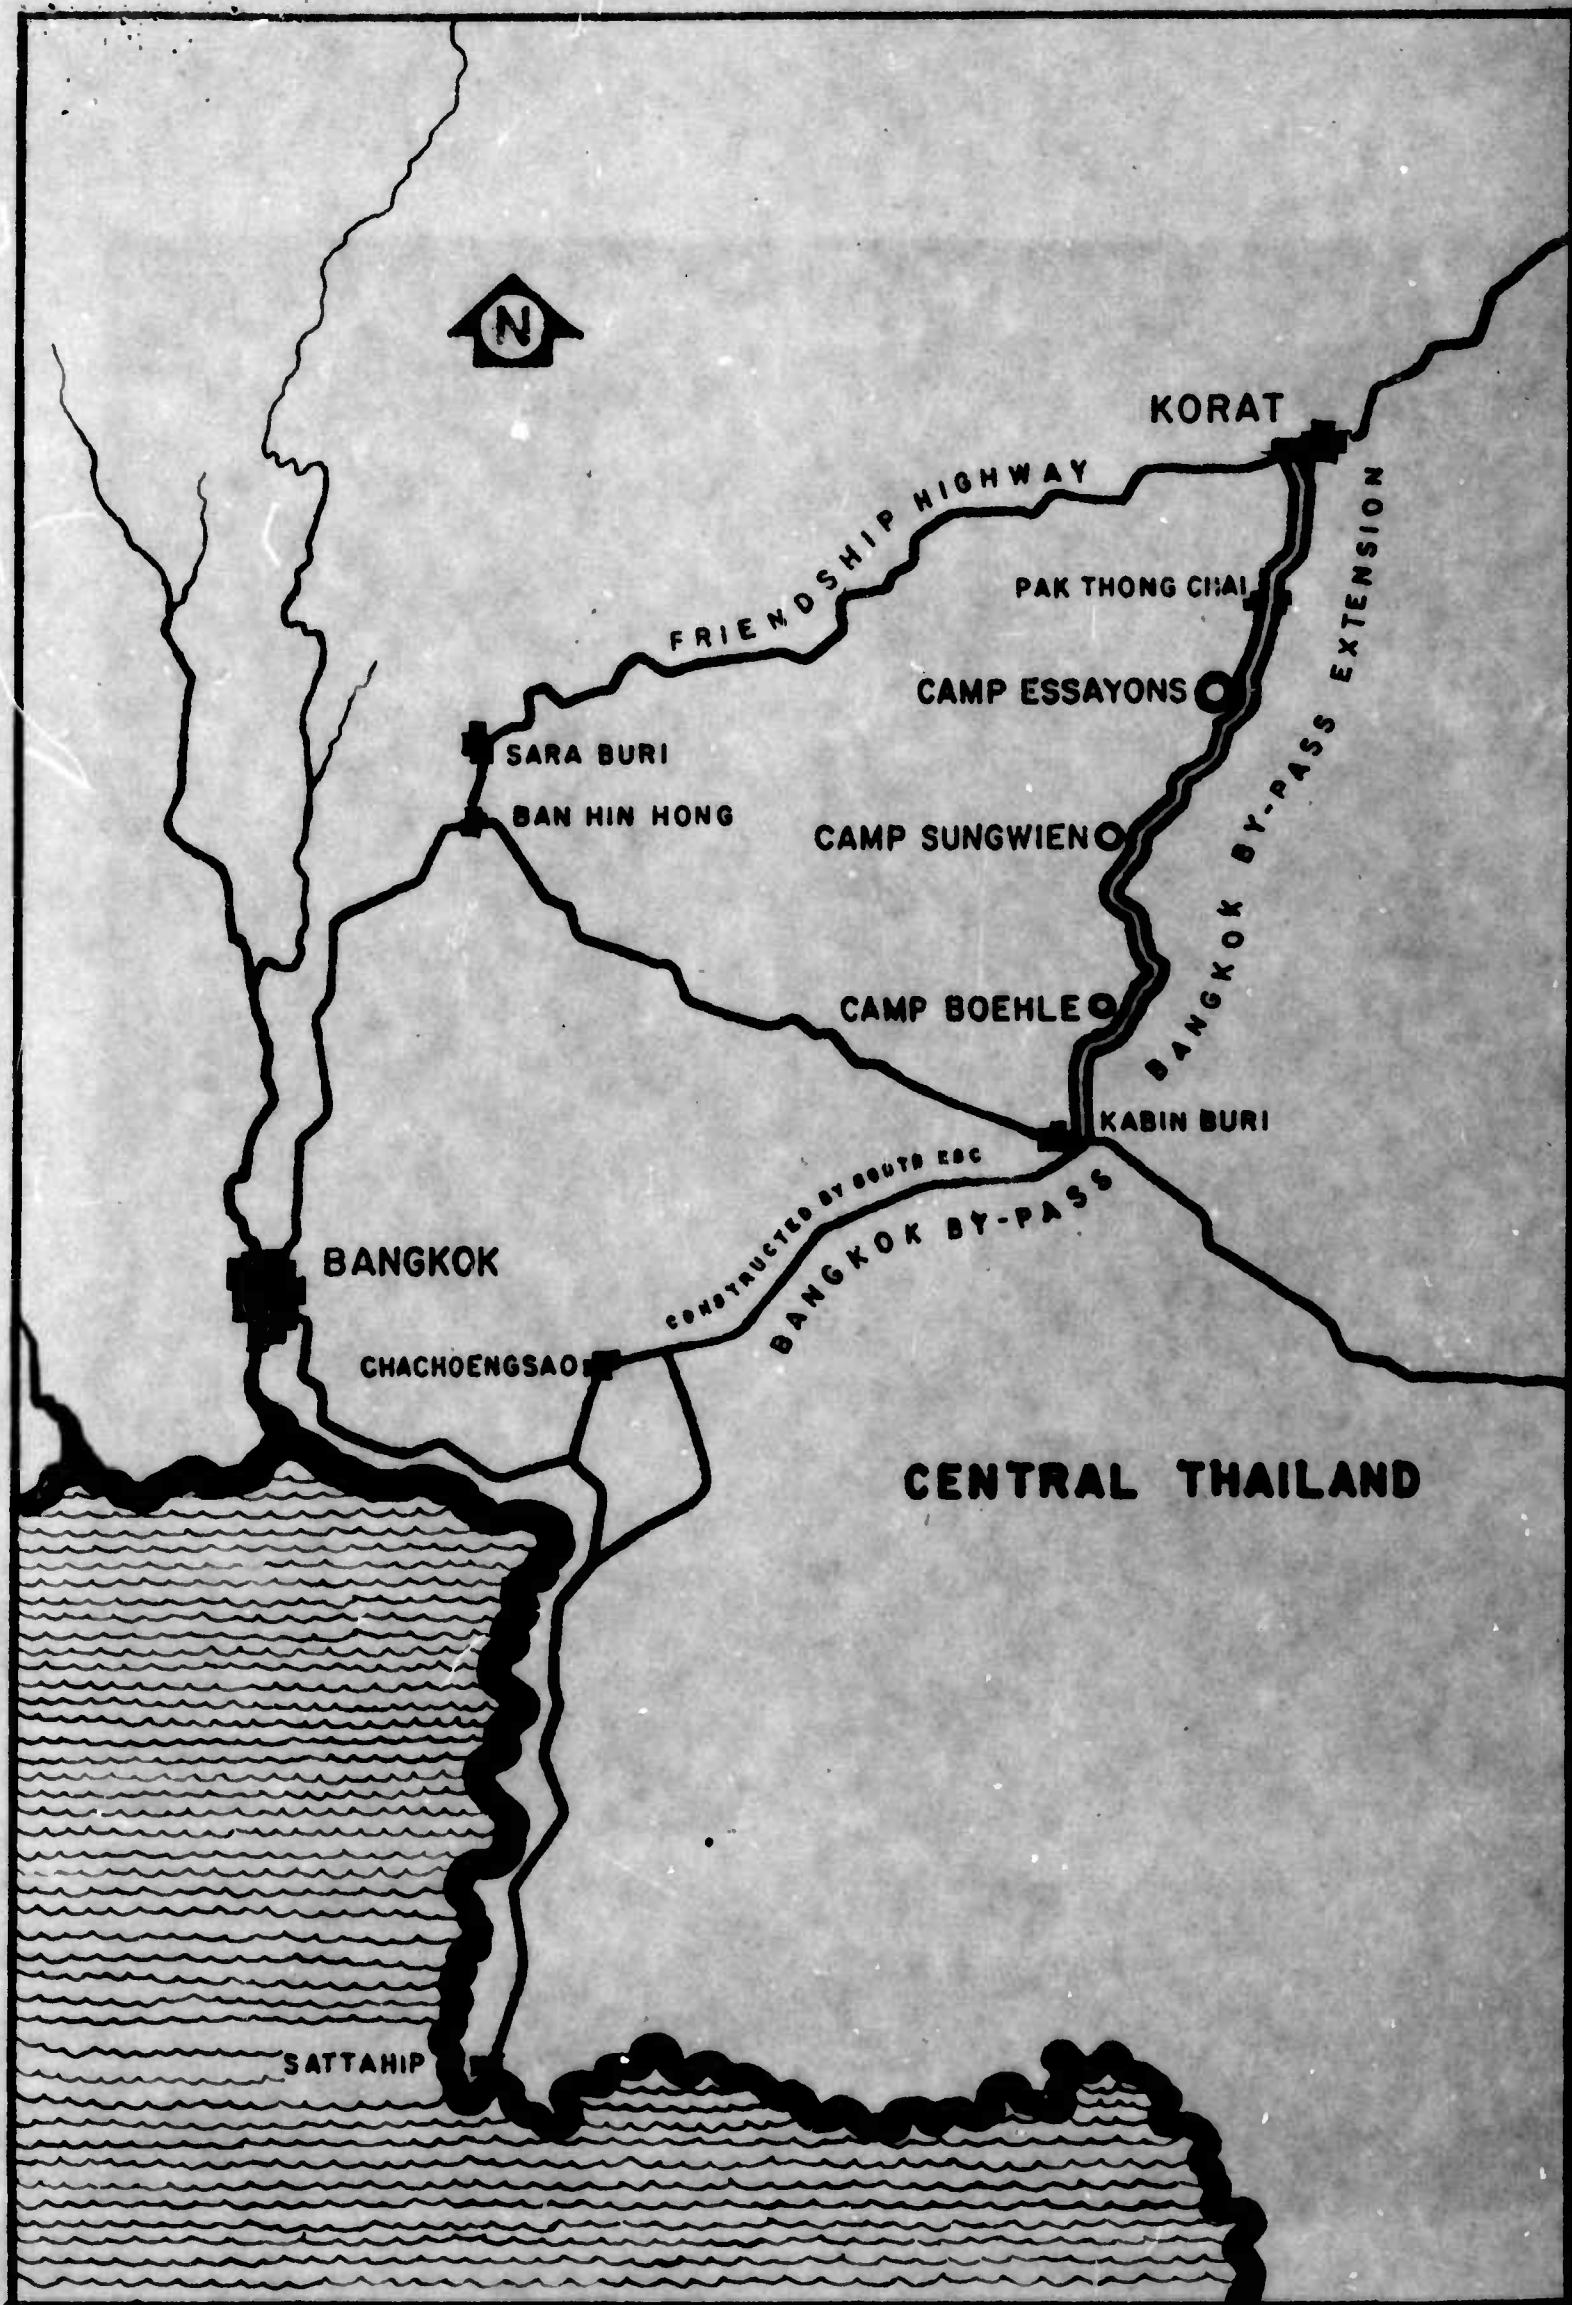 N
KORAT
FRIENDSHIP HIGHWAY
PAK THONG CHAI
CAMP ESSAYONS
BANGKOK BY-PASS EXTENSION
SARA BURI
BAN HIN HONG
CAMP SUNGWIEN
CAMP BOEHLE
KABIN BURI
CONSTRUCTED BY
BANGKOK BY-PASS
BANGKOK
CHACHOENGSAO
CENTRAL THAILAND
SATTAHIP